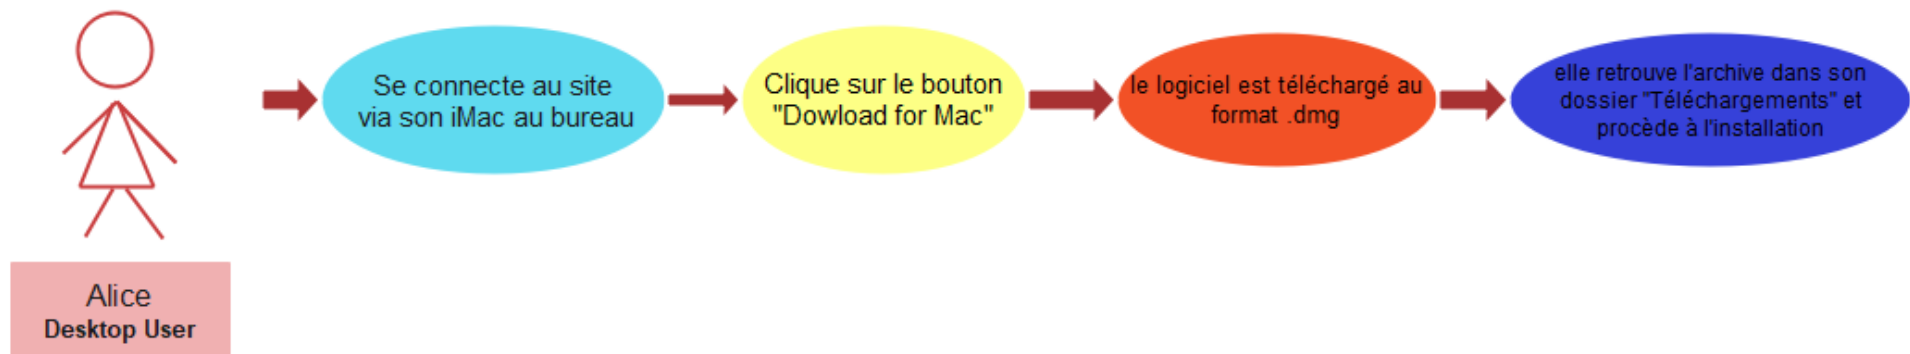 Alice
Desktop User
Se connecte au site
via son iMac au bureau
Clique sur le bouton
"Dowload for Mac"
le logiciel est téléchargé au
format .dmg
elle retrouve l'archive dans son
dossier "Téléchargements" et
procède à l'installation